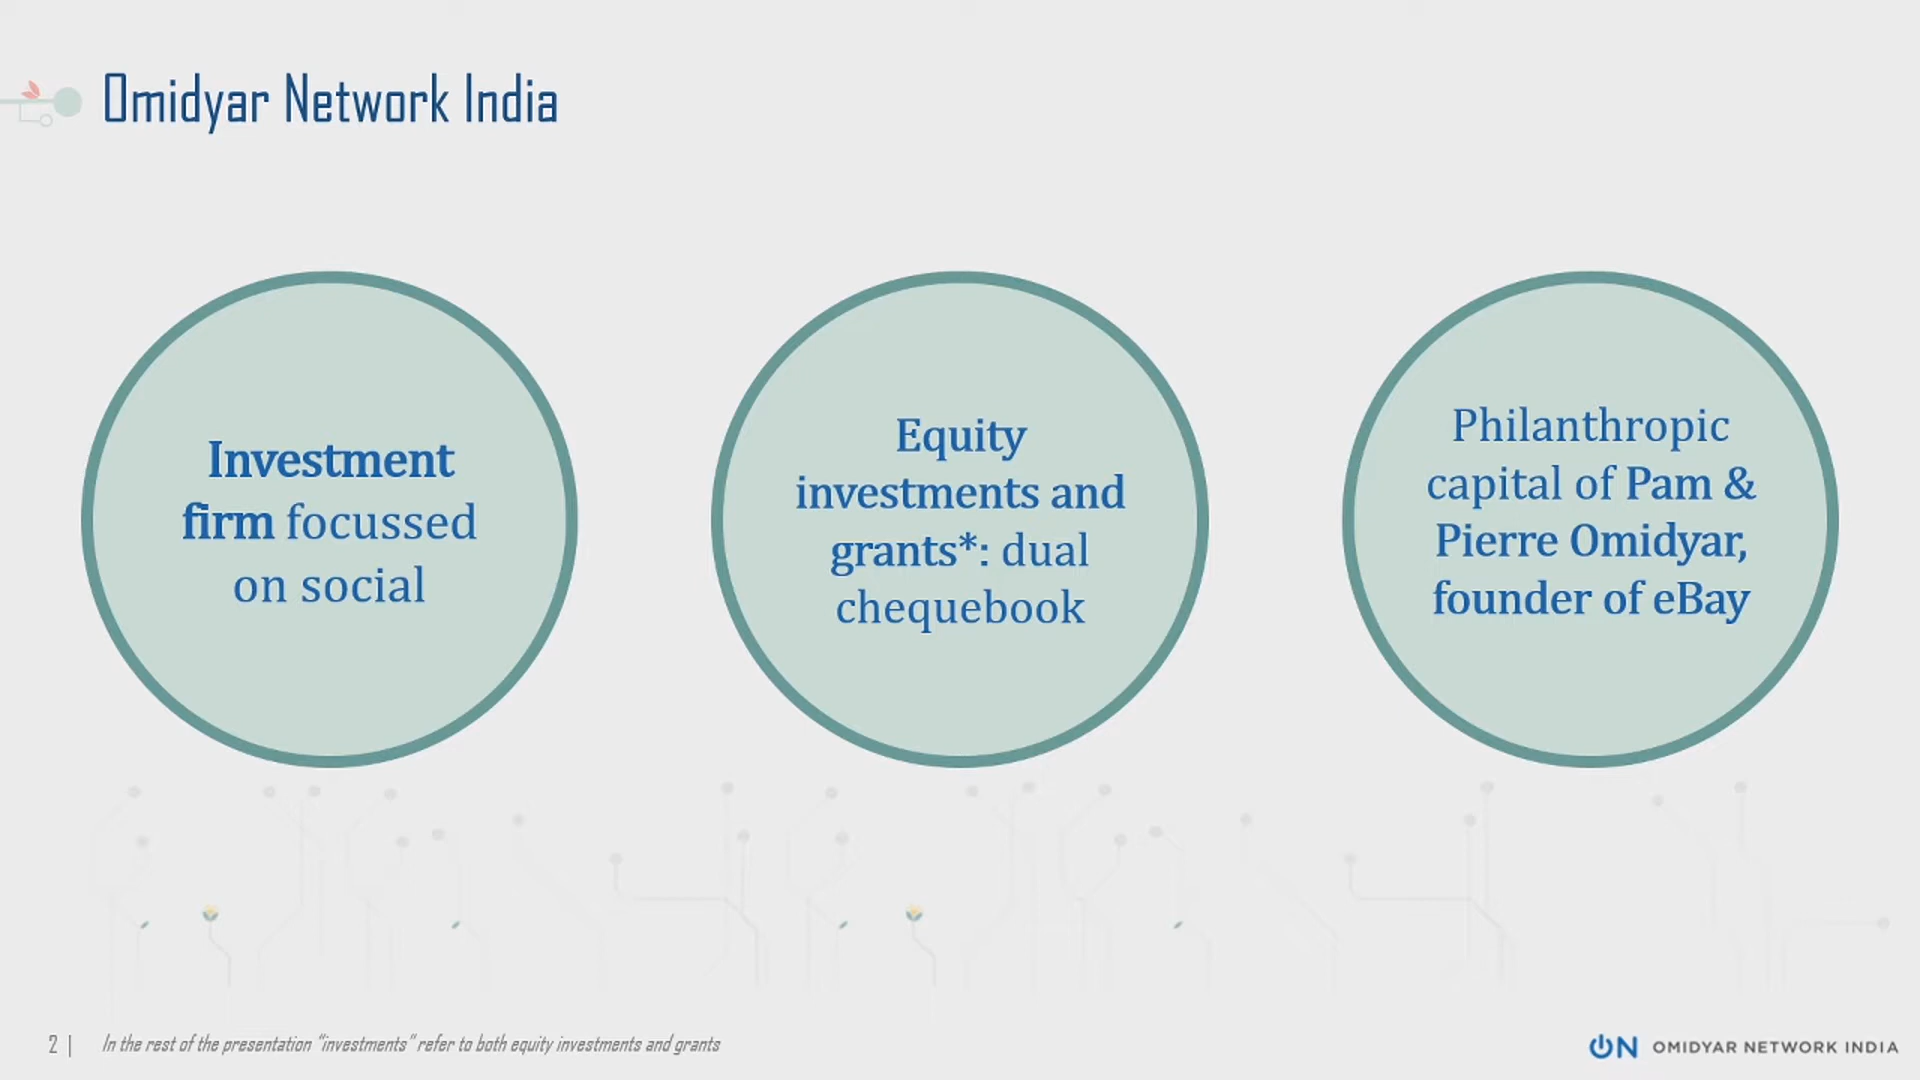 Omidyar Network India
Investment
firm focussed
on social
Equity
investments and
grants*: dual
chequebook
Philanthropic
capital of Pam &
Pierre Omidyar,
founder of eBay
2 |
In the rest of the presentation "investments" refer to both equity investments and grants
ON OMIDYAR NETWORK INDIA